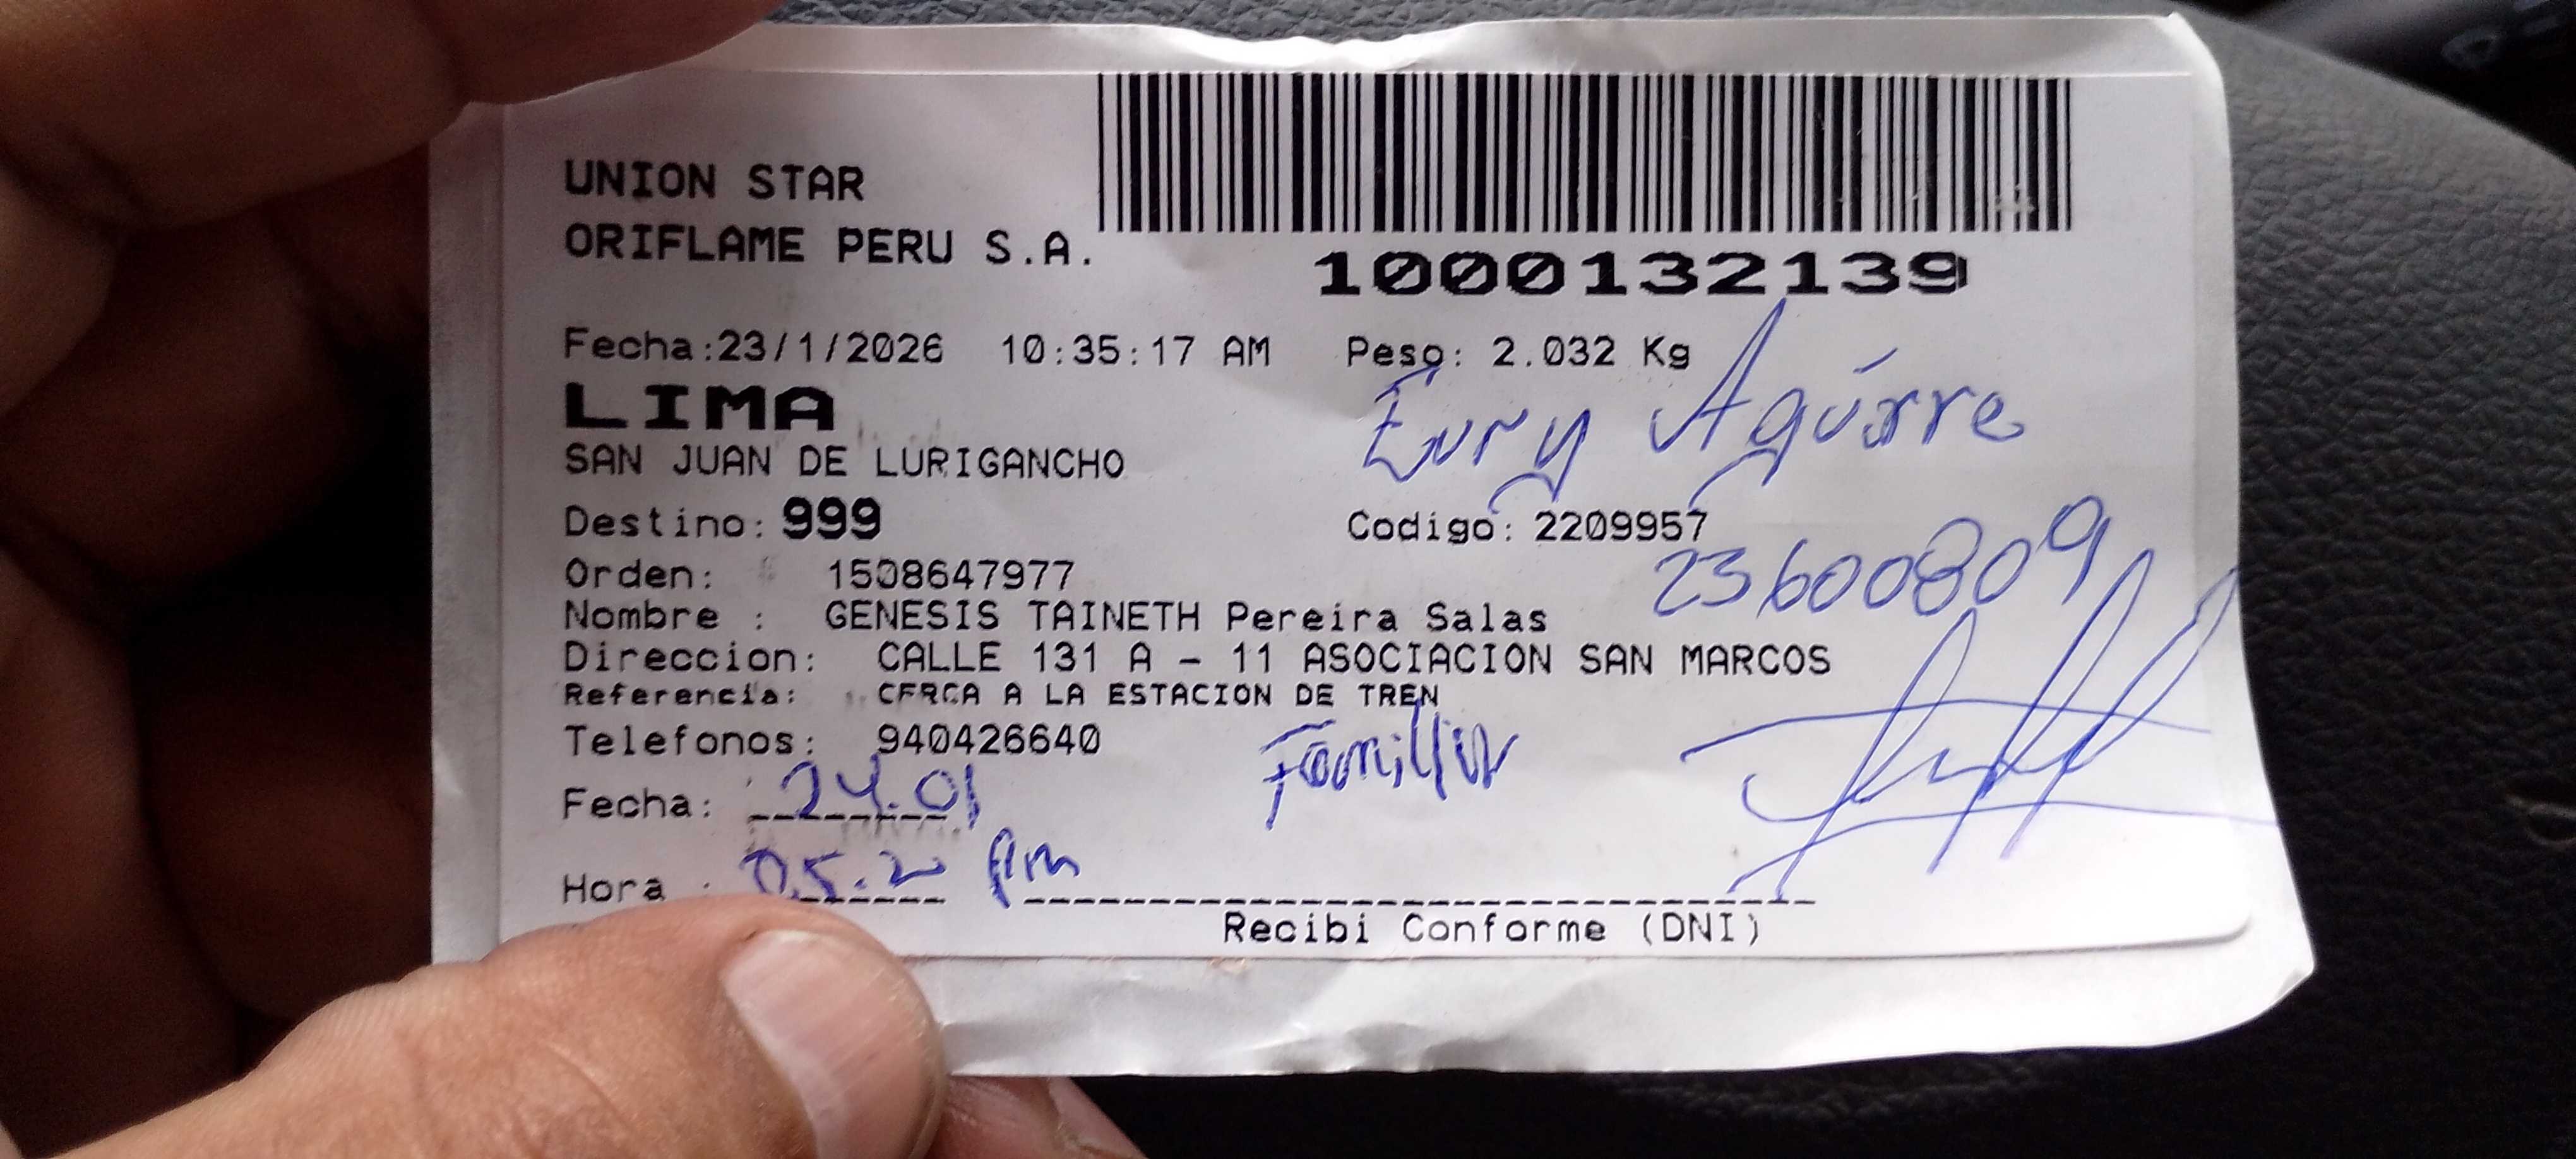 UNION STAR
ORIFLAME PERU S.A.
1000132139
Fecha:23/1/2026 10:35:17 AM Peso: 2.032 Kg
LIMA
Eury Aguirre
SAN JUAN DE LURIGANCHO
Destino: 999 Codigo: 2209957
23600809
Orden: 1508647977
Nombre : GENESIS TAINETH Pereira Salas
Direccion: CALLE 131 A - 11 ASOCIACION SAN MARCOS
Referencia: CERCA A LA ESTACION DE TREN
Telefonos: 940426640
Familiar
Fecha: 24.01
Hora : 05.20 Pm
Recibi Conforme (DNI)